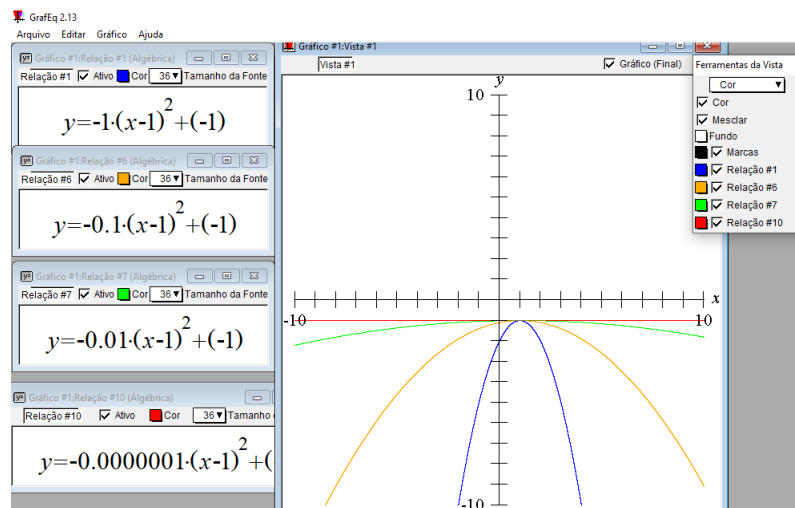 GrafEq 2.13
Arquivo Editar Gráfico Ajuda
Gráfico #1:Relação #1 (Algébrica)
Relação #1 Ativo Cor 36 Tamanho da Fonte
y=-1·(x-1)²+(-1)
Gráfico #1:Relação #6 (Algébrica)
Relação #6 Ativo Cor 36 Tamanho da Fonte
y=-0.1·(x-1)²+(-1)
Gráfico #1:Relação #7 (Algébrica)
Relação #7 Ativo Cor 36 Tamanho da Fonte
y=-0.01·(x-1)²+(-1)
Gráfico #1:Relação #10 (Algébrica)
Relação #10 Ativo Cor 36 Tamanho
y=-0.0000001·(x-1)²+(
Gráfico #1:Vista #1
Vista #1 Gráfico (Final)
y
10
x
-10 10
-10
Ferramentas da Vista
Cor
Cor
Mesclar
Fundo
Marcas
Relação #1
Relação #6
Relação #7
Relação #10